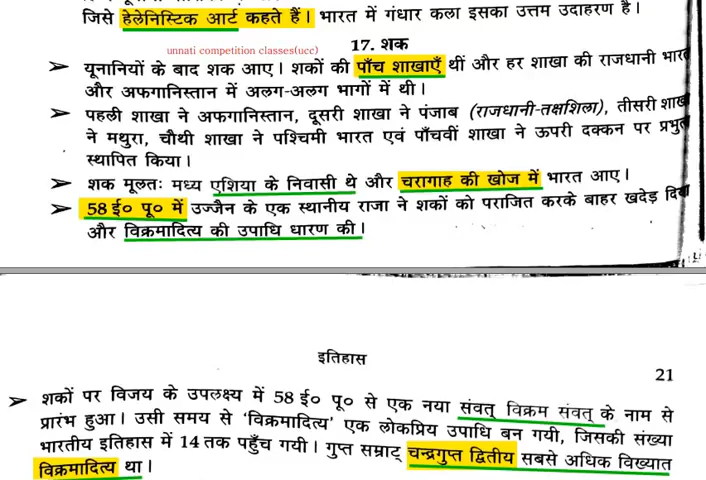 जिसे हेलेनिस्टिक आर्ट कहते हैं। भारत में गंधार कला इसका उत्तम उदाहरण है।
unnati competition classes(ucc)
17. शक
➢ यूनानियों के बाद शक आए। शकों की पाँच शाखाएँ थीं और हर शाखा की राजधानी भारत
और अफगानिस्तान में अलग-अलग भागों में थी।
➢ पहली शाखा ने अफगानिस्तान, दूसरी शाखा ने पंजाब (राजधानी-तक्षशिला), तीसरी शाखा
ने मथुरा, चौथी शाखा ने पश्चिमी भारत एवं पाँचवीं शाखा ने ऊपरी दक्कन पर प्रभुत्व
स्थापित किया।
➢ शक मूलतः मध्य एशिया के निवासी थे और चरागाह की खोज में भारत आए।
➢ 58 ई० पू० में उज्जैन के एक स्थानीय राजा ने शकों को पराजित करके बाहर खदेड़ दिया
और विक्रमादित्य की उपाधि धारण की।
इतिहास
21
➢ शकों पर विजय के उपलक्ष्य में 58 ई० पू० से एक नया संवत् विक्रम संवत् के नाम से
प्रारंभ हुआ। उसी समय से 'विक्रमादित्य' एक लोकप्रिय उपाधि बन गयी, जिसकी संख्या
भारतीय इतिहास में 14 तक पहुँच गयी। गुप्त सम्राट् चन्द्रगुप्त द्वितीय सबसे अधिक विख्यात
विक्रमादित्य था।